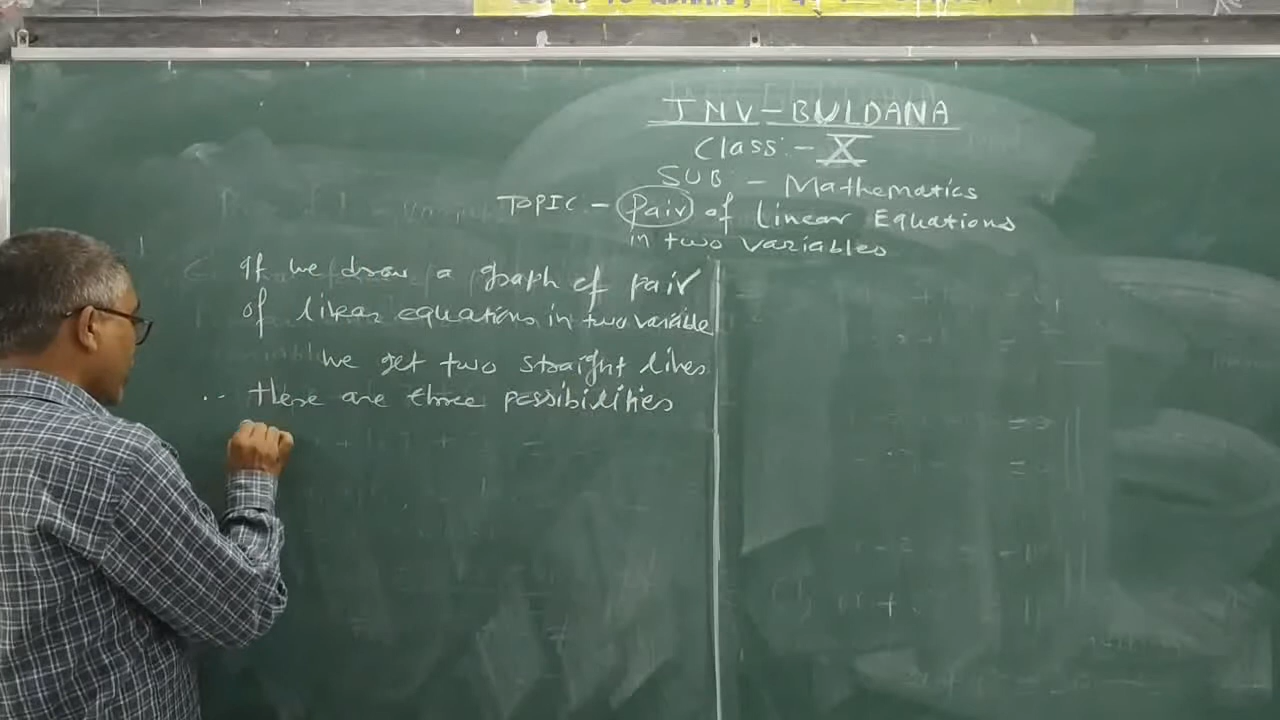 JNV-BULDANA
Class:- X
SUB: - Mathematics
TOPIC - Pair of Linear Equations
in two variables
If we draw a graph of pair
of linear equations in two variable
We get two straight lines
∴ there are three possibilities